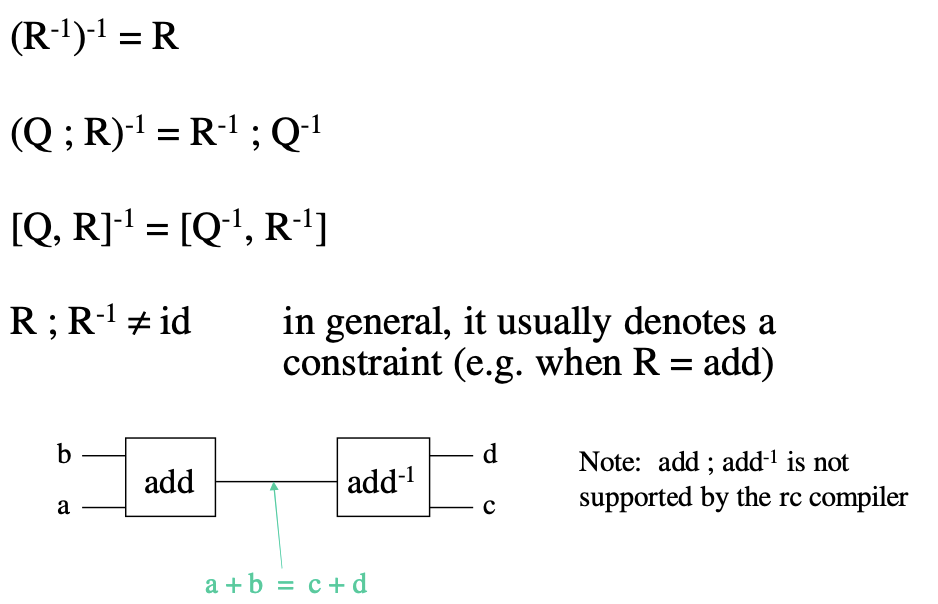 (R⁻¹)⁻¹ = R
(Q ; R)⁻¹ = R⁻¹ ; Q⁻¹
[Q, R]⁻¹ = [Q⁻¹, R⁻¹]
R ; R⁻¹ ≠ id in general, it usually denotes a
constraint (e.g. when R = add)
b
a
add
add⁻¹
d
c
Note: add ; add⁻¹ is not
supported by the rc compiler
a + b = c + d